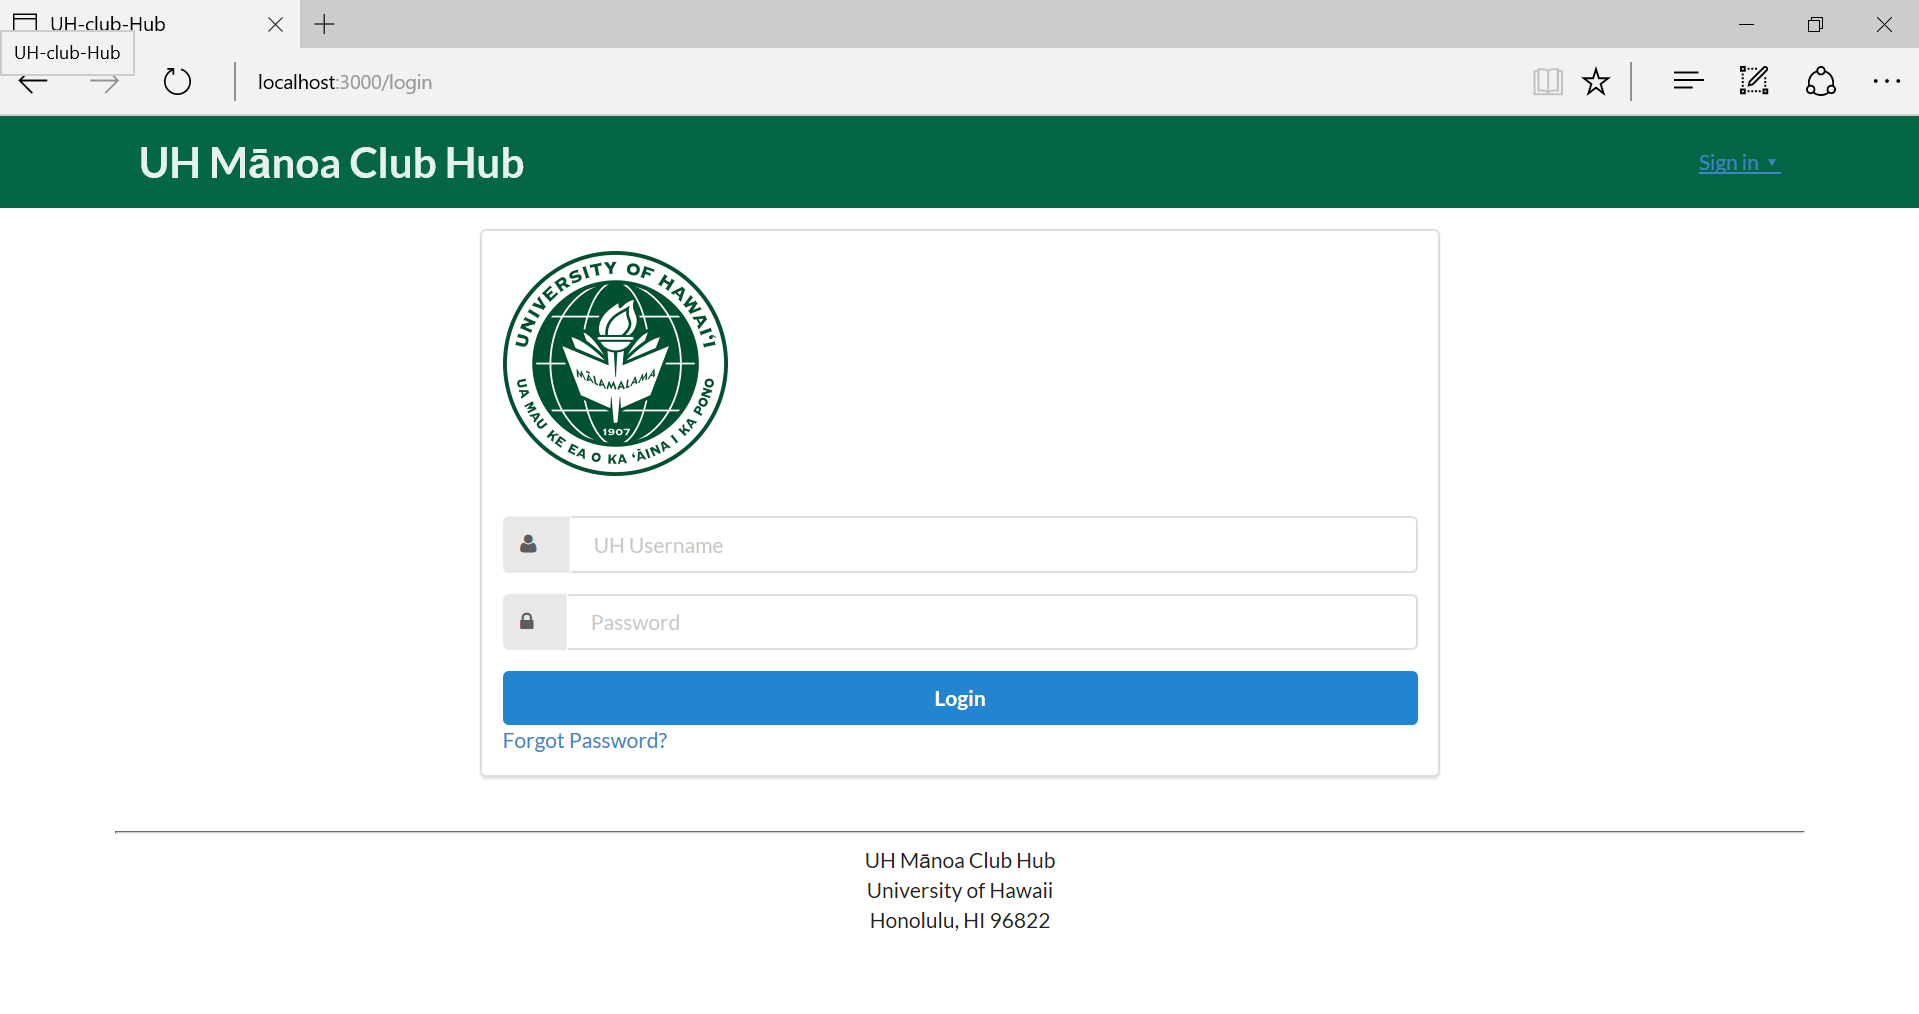 UH-club-Hub
UH-club-Hub
localhost:3000/login
UH Mānoa Club Hub
Sign in
UNIVERSITY OF HAWAIʻI
MĀLAMALAMA
1907
UA MAU KE EA O KA ʻĀINA I KA PONO
UH Username
Password
Login
Forgot Password?
UH Mānoa Club Hub
University of Hawaii
Honolulu, HI 96822